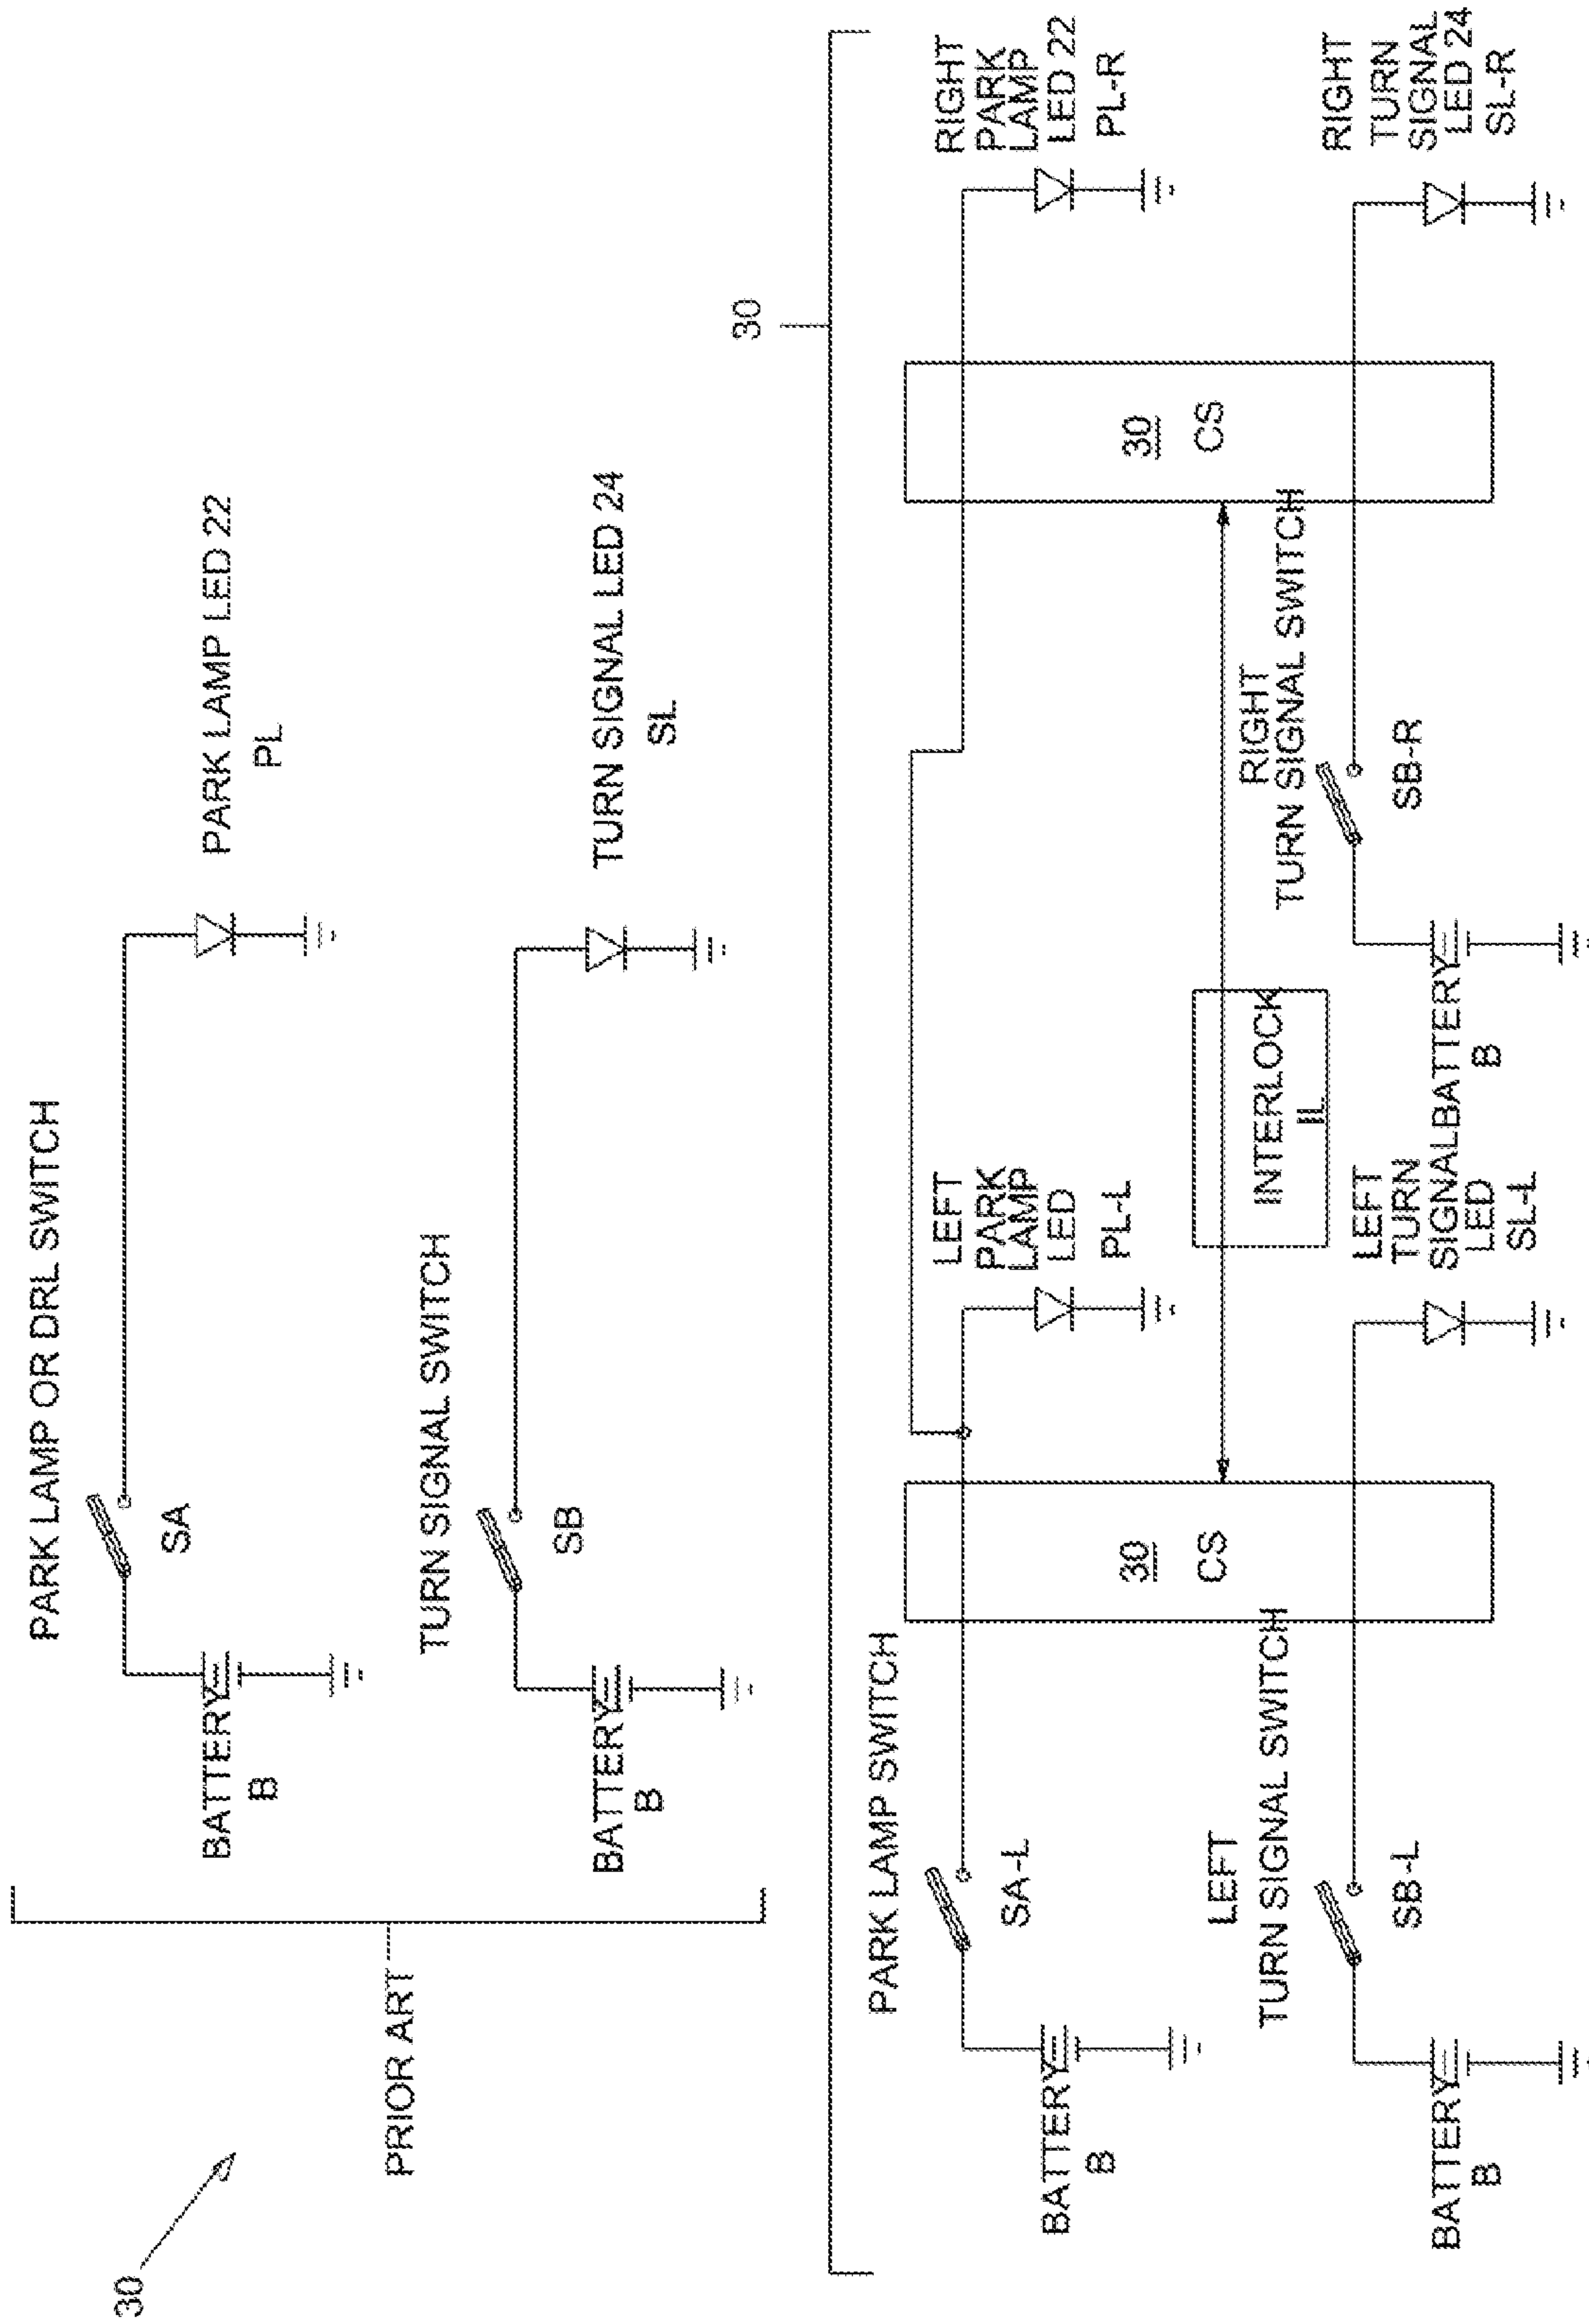 30
PRIOR ART
PARK LAMP OR DRL SWITCH
SA
BATTERY
B
PARK LAMP LED 22
PL
TURN SIGNAL SWITCH
SB
BATTERY
B
TURN SIGNAL LED 24
SL
30
PARK LAMP SWITCH
SA-L
BATTERY
B
LEFT
TURN SIGNAL SWITCH
SB-L
BATTERY
B
30
CS
LEFT
PARK
LAMP
LED
PL-L
INTERLOCK
IL
LEFT
TURN
SIGNAL
LED
SL-L
BATTERY
B
RIGHT
TURN SIGNAL SWITCH
SB-R
30
CS
RIGHT
PARK
LAMP
LED 22
PL-R
RIGHT
TURN
SIGNAL
LED 24
SL-R